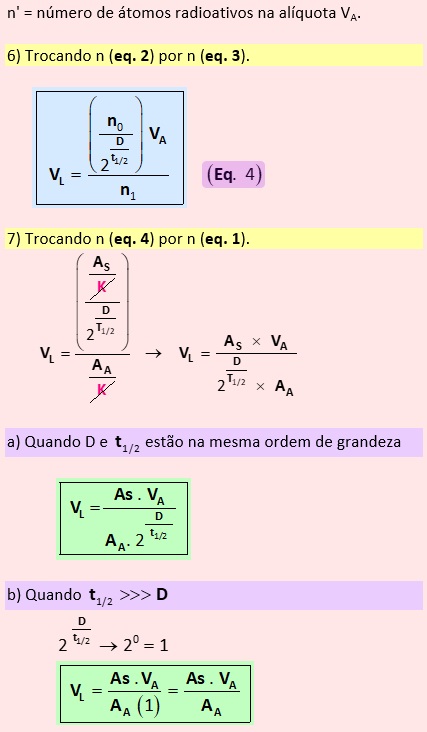 n' = número de átomos radioativos na alíquota V_A.
6) Trocando n (eq. 2) por n (eq. 3).
V_L = ( n_0 / 2^(D/t_1/2) ) V_A / n_1 (Eq. 4)
7) Trocando n (eq. 4) por n (eq. 1).
V_L = ( (A_S / K) / 2^(D/T_1/2) ) / (A_A / K) → V_L = A_S × V_A / 2^(D/T_1/2) × A_A
a) Quando D e t_1/2 estão na mesma ordem de grandeza
V_L = As . V_A / A_A. 2^(D/t_1/2)
b) Quando t_1/2 >>> D
2^(D/t_1/2) → 2^0 = 1
V_L = As . V_A / A_A (1) = As . V_A / A_A